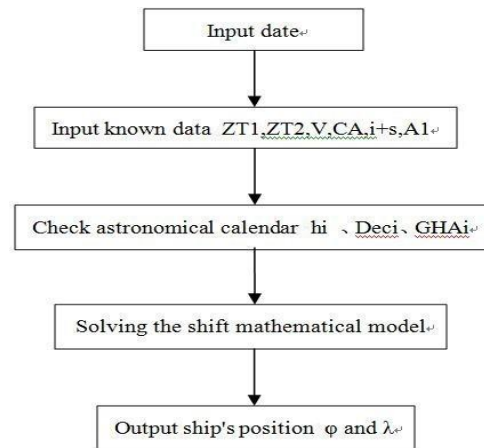 Input date
Input known data ZT1,ZT2,V,CA,i+s,A1
Check astronomical calendar hi 、Deci、GHAi
Solving the shift mathematical model
Output ship's position φ and λ